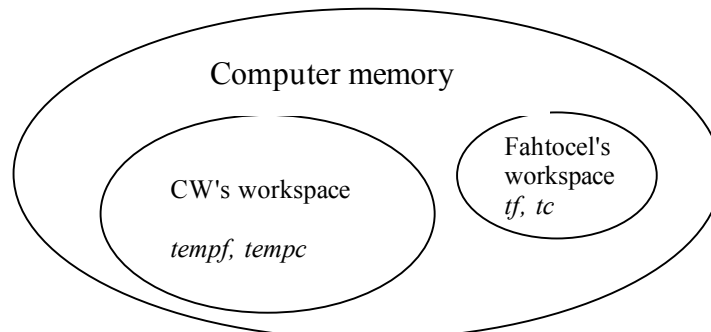 Computer memory
CW's workspace
tempf, tempc
Fahtocel's
workspace
tf, tc